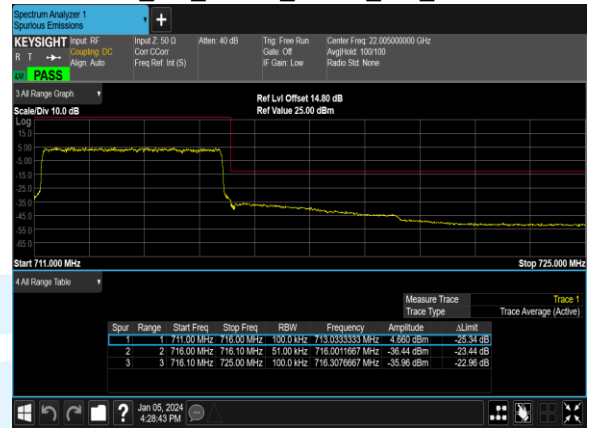 Spectrum Analyzer 1
Spurious Emissions
+
KEYSIGHT Input: RF Input Z: 50 Ω Atten: 40 dB Trig: Free Run Center Freq: 22.005000000 GHz
R T Coupling: DC Corr CCorr Gate: Off Avg|Hold: 100/100
Align: Auto Freq Ref: Int (S) IF Gain: Low Radio Std: None
PASS
3 All Range Graph
Ref Lvl Offset 14.80 dB
Scale/Div 10.0 dB Ref Value 25.00 dBm
Log
15.0
5.00
-5.00
-15.0
-25.0
-35.0
-45.0
-55.0
-65.0
Start 711.000 MHz Stop 725.000 MHz
4 All Range Table
Measure Trace Trace 1
Trace Type Trace Average (Active)
Spur Range Start Freq Stop Freq RBW Frequency Amplitude ΔLimit
1 1 711.00 MHz 716.00 MHz 100.0 kHz 713.0333333 MHz 4.660 dBm -25.34 dB
2 2 716.00 MHz 716.10 MHz 51.00 kHz 716.0011667 MHz -36.44 dBm -23.44 dB
3 3 716.10 MHz 725.00 MHz 100.0 kHz 716.3076667 MHz -35.96 dBm -22.96 dB
? Jan 05, 2024
4:28:43 PM